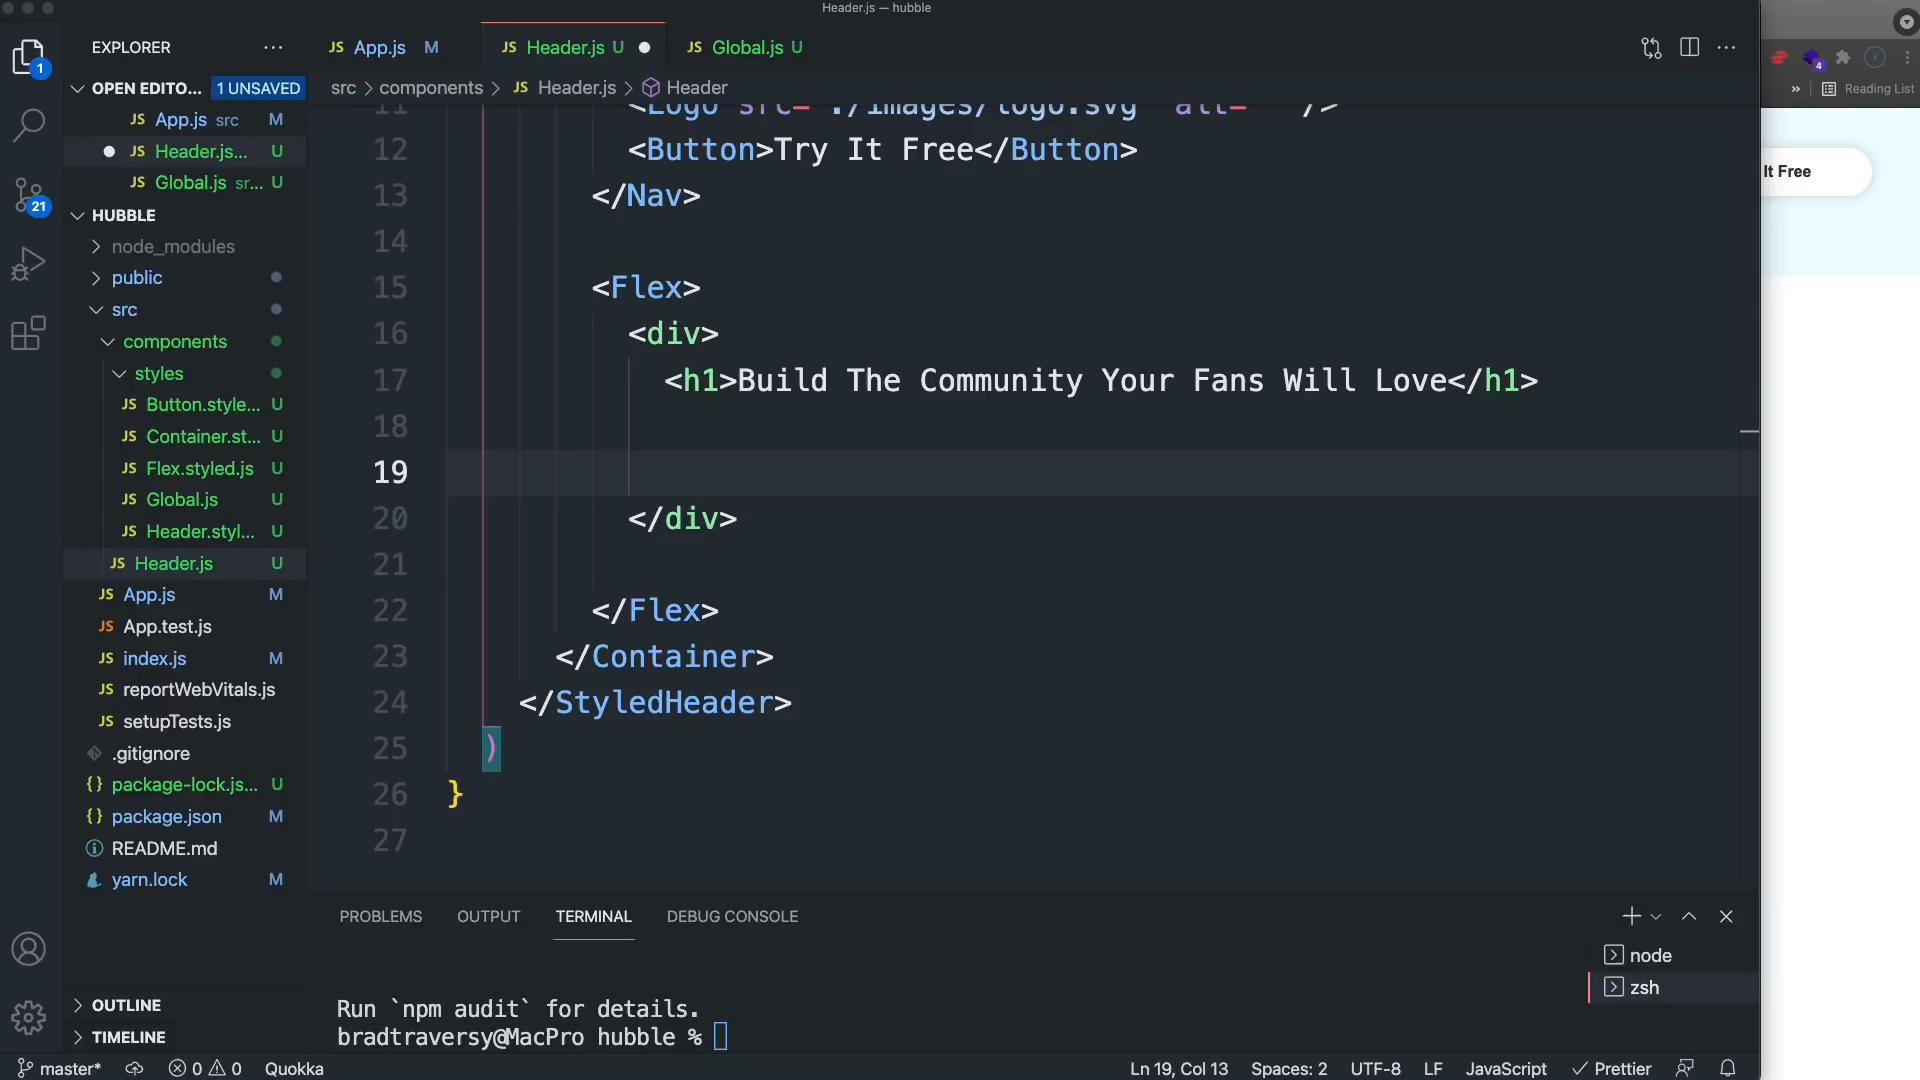 Header.js — hubble
EXPLORER
App.js M
Header.js U
Global.js U
OPEN EDITO... 1 UNSAVED
src > components > JS Header.js > Header
JS App.js src M
JS Header.js... U
JS Global.js sr... U
HUBBLE
node_modules
public
src
components
styles
JS Button.style... U
JS Container.st... U
JS Flex.styled.js U
JS Global.js U
JS Header.styl... U
JS Header.js U
JS App.js M
JS App.test.js
JS index.js M
JS reportWebVitals.js
JS setupTests.js
.gitignore
{} package-lock.js... U
{} package.json M
README.md
yarn.lock M
OUTLINE
TIMELINE
1
21
11 <Logo src='./images/logo.svg' alt='' />
12 <Button>Try It Free</Button>
13 </Nav>
14
15 <Flex>
16 <div>
17 <h1>Build The Community Your Fans Will Love</h1>
18
19
20 </div>
21
22 </Flex>
23 </Container>
24 </StyledHeader>
25 )
26 }
27
PROBLEMS OUTPUT TERMINAL DEBUG CONSOLE
node
zsh
Run `npm audit` for details.
bradtraversy@MacPro hubble %
master* 0 0 Quokka
Ln 19, Col 13 Spaces: 2 UTF-8 LF JavaScript Prettier
4
» Reading List
It Free